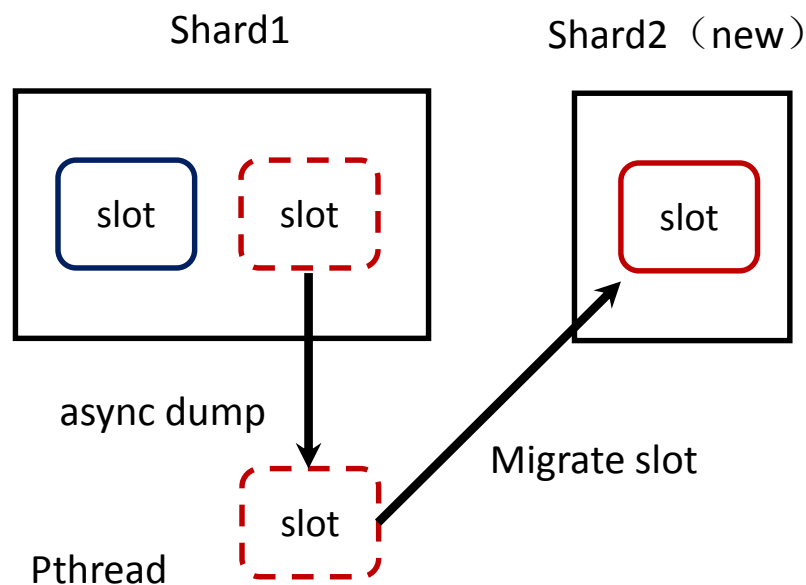 Shard1
Shard2（new）
slot
slot
slot
async dump
Migrate slot
slot
Pthread